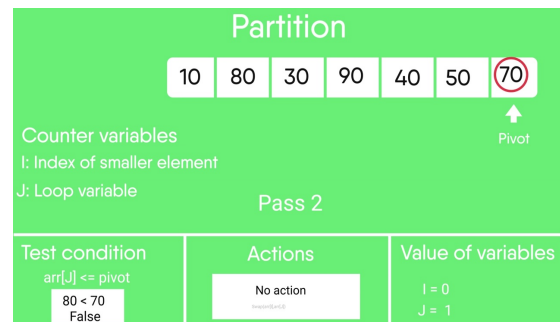 Partition
10 80 30 90 40 50 70
Pivot
Counter variables
I: Index of smaller element
J: Loop variable
Pass 2
Test condition
arr[J] <= pivot
80 < 70
False
Actions
No action
Value of variables
I = 0
J = 1